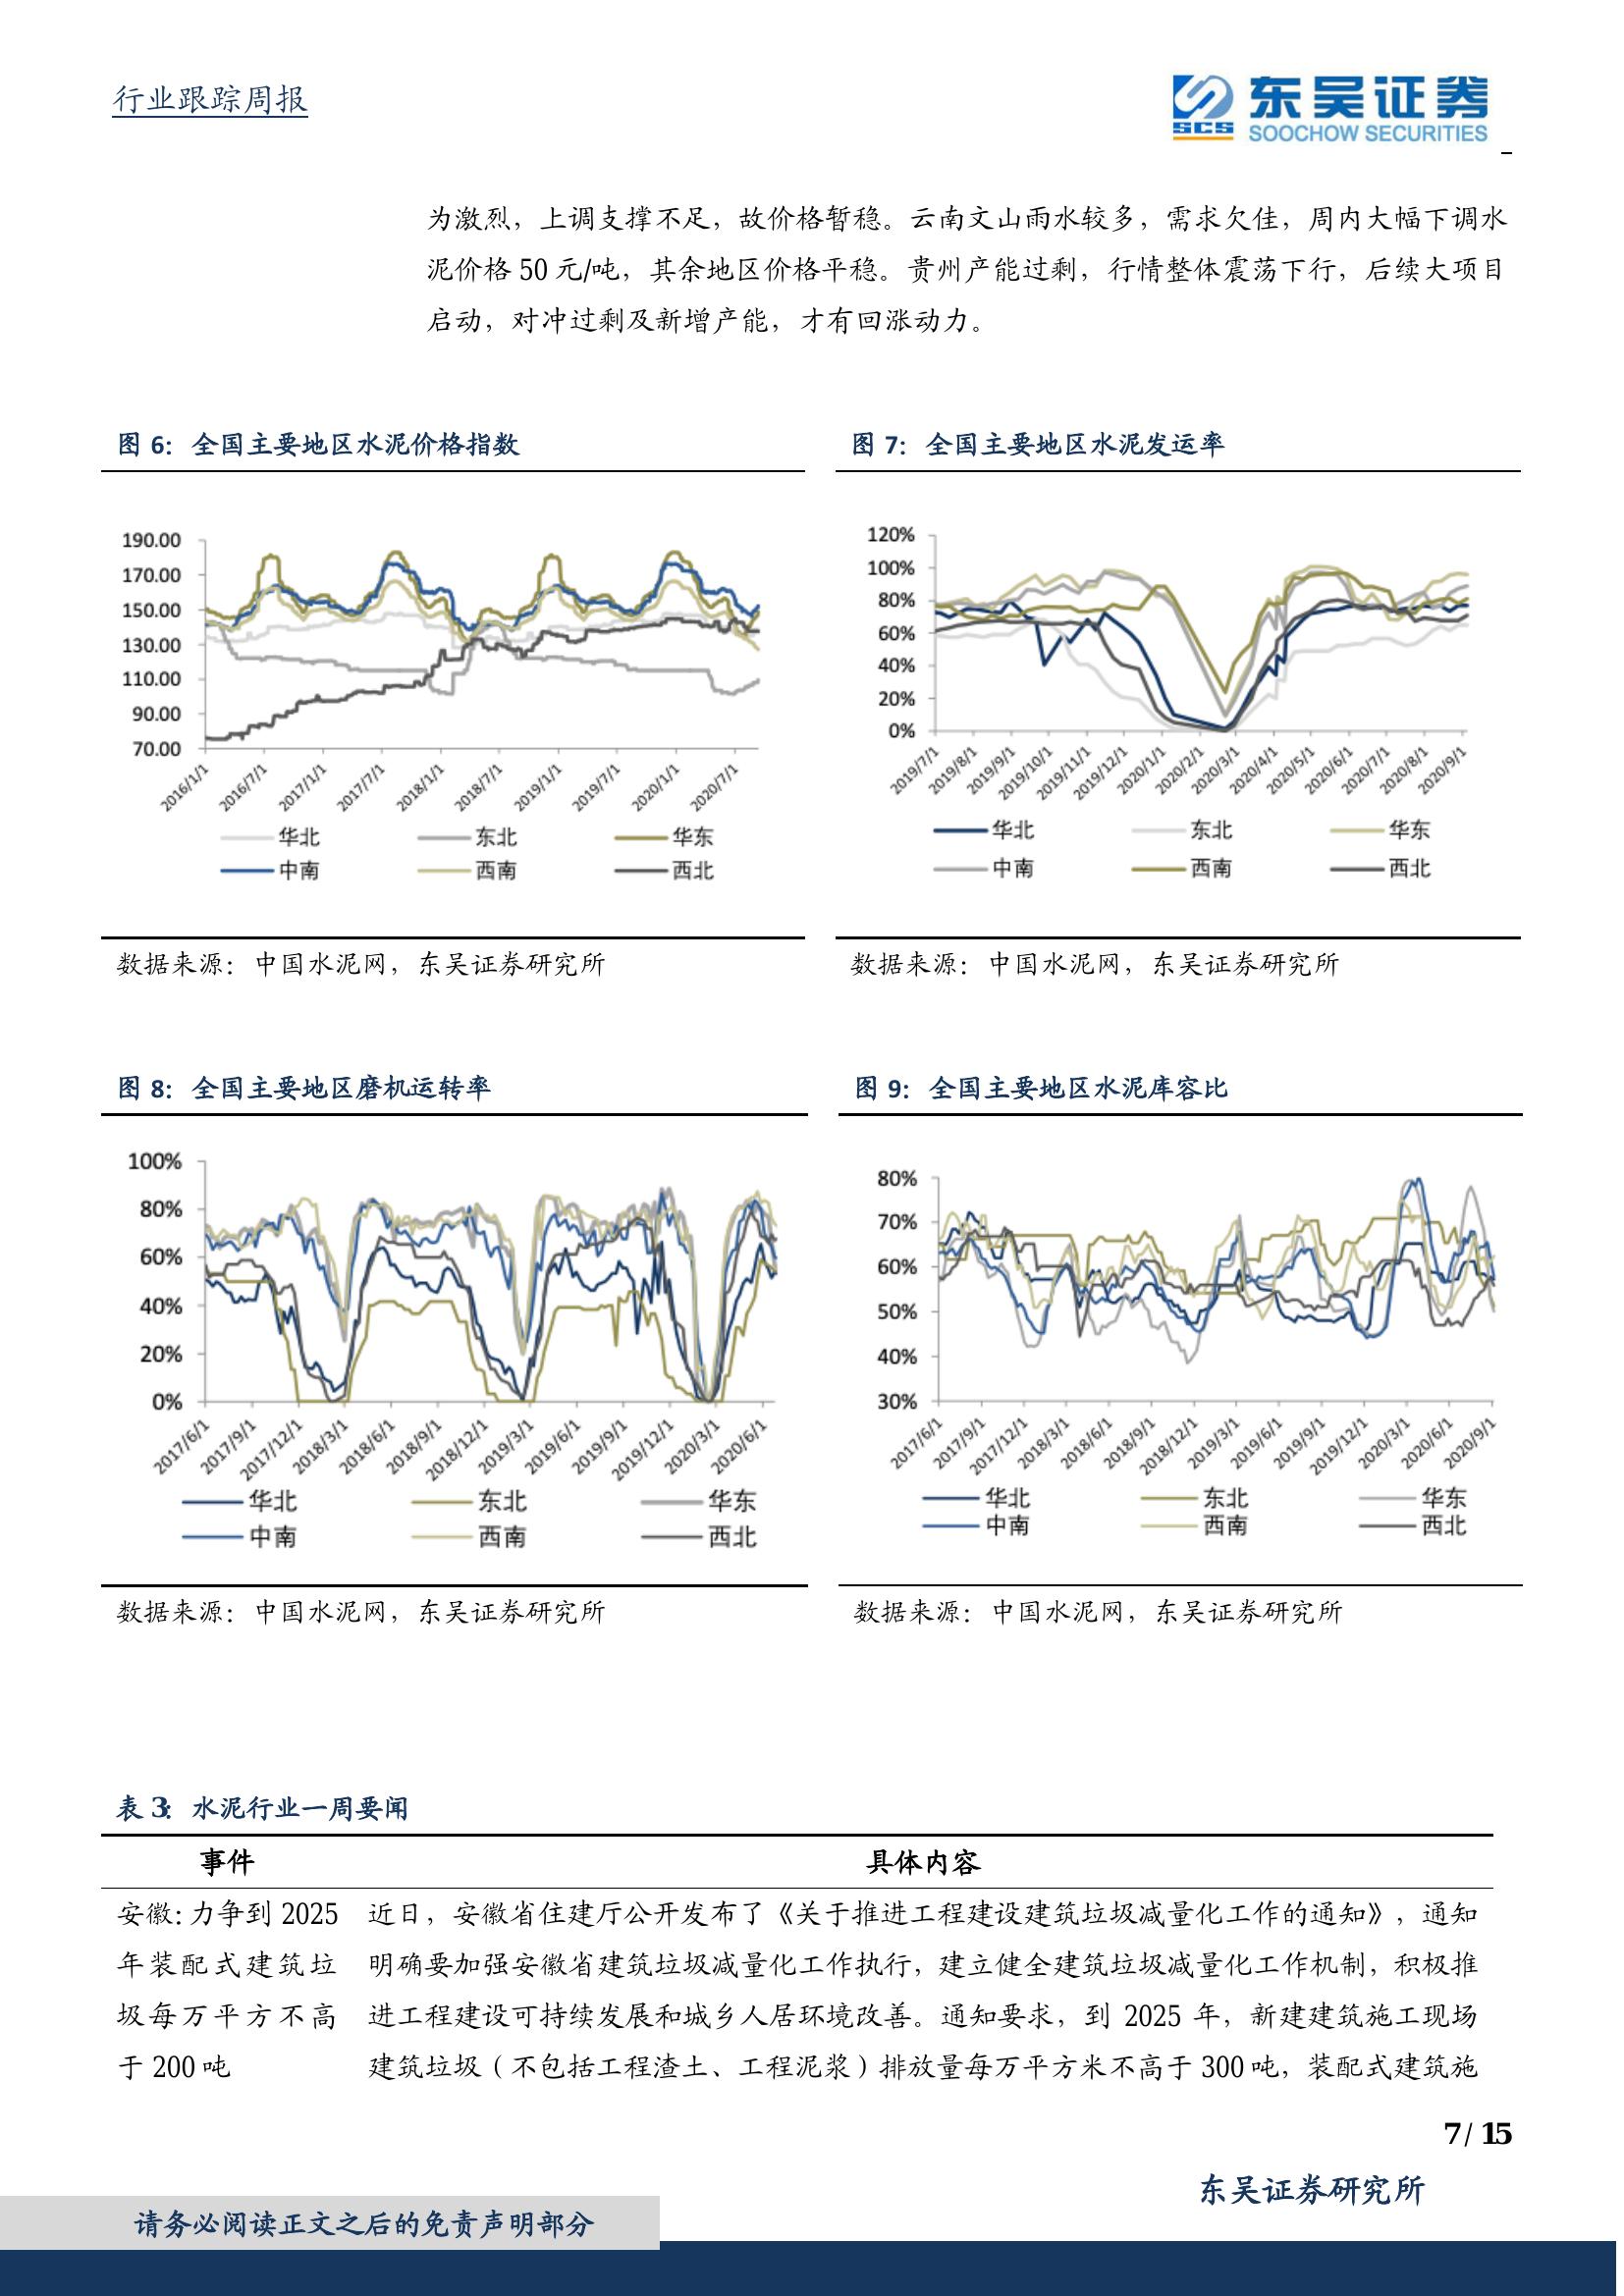 行业跟踪周报
SCS 东吴证券
SOOCHOW SECURITIES
为激烈，上调支撑不足，故价格暂稳。云南文山雨水较多，需求欠佳，周内大幅下调水
泥价格 50 元/吨，其余地区价格平稳。贵州产能过剩，行情整体震荡下行，后续大项目
启动，对冲过剩及新增产能，才有回涨动力。
图 6：全国主要地区水泥价格指数
190.00
170.00
150.00
130.00
110.00
90.00
70.00
2016/1/1 2016/7/1 2017/1/1 2017/7/1 2018/1/1 2018/7/1 2019/1/1 2019/7/1 2020/1/1 2020/7/1
华北 东北 华东
中南 西南 西北
数据来源：中国水泥网，东吴证券研究所
图 7：全国主要地区水泥发运率
120%
100%
80%
60%
40%
20%
0%
2019/7/1 2019/8/1 2019/9/1 2019/10/1 2019/11/1 2019/12/1 2020/1/1 2020/2/1 2020/3/1 2020/4/1 2020/5/1 2020/6/1 2020/7/1 2020/8/1 2020/9/1
华北 东北 华东
中南 西南 西北
数据来源：中国水泥网，东吴证券研究所
图 8：全国主要地区磨机运转率
100%
80%
60%
40%
20%
0%
2017/6/1 2017/9/1 2017/12/1 2018/3/1 2018/6/1 2018/9/1 2018/12/1 2019/3/1 2019/6/1 2019/9/1 2019/12/1 2020/3/1 2020/6/1
华北 东北 华东
中南 西南 西北
数据来源：中国水泥网，东吴证券研究所
图 9：全国主要地区水泥库容比
80%
70%
60%
50%
40%
30%
2017/6/1 2017/9/1 2017/12/1 2018/3/1 2018/6/1 2018/9/1 2018/12/1 2019/3/1 2019/6/1 2019/9/1 2019/12/1 2020/3/1 2020/6/1 2020/9/1
华北 东北 华东
中南 西南 西北
数据来源：中国水泥网，东吴证券研究所
表 3：水泥行业一周要闻
事件 具体内容
安徽：力争到 2025
年装配式建筑垃
圾每万平方不高
于 200 吨
近日，安徽省住建厅公开发布了《关于推进工程建设建筑垃圾减量化工作的通知》，通知
明确要加强安徽省建筑垃圾减量化工作执行，建立健全建筑垃圾减量化工作机制，积极推
进工程建设可持续发展和城乡人居环境改善。通知要求，到 2025 年，新建建筑施工现场
建筑垃圾（不包括工程渣土、工程泥浆）排放量每万平方米不高于 300 吨，装配式建筑施
7 / 15
东吴证券研究所
请务必阅读正文之后的免责声明部分